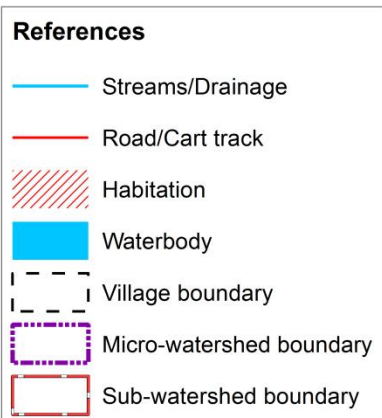 References
Streams/Drainage
Road/Cart track
Habitation
Waterbody
Village boundary
Micro-watershed boundary
Sub-watershed boundary